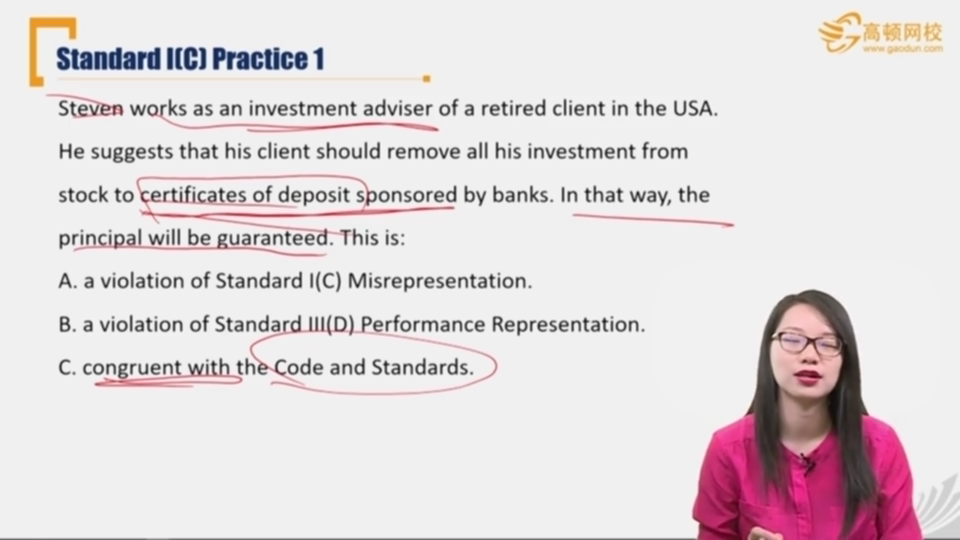 Standard I(C) Practice 1
高顿网校
www.gaodun.com
Steven works as an investment adviser of a retired client in the USA.
He suggests that his client should remove all his investment from
stock to certificates of deposit sponsored by banks. In that way, the
principal will be guaranteed. This is:
A. a violation of Standard I(C) Misrepresentation.
B. a violation of Standard III(D) Performance Representation.
C. congruent with the Code and Standards.